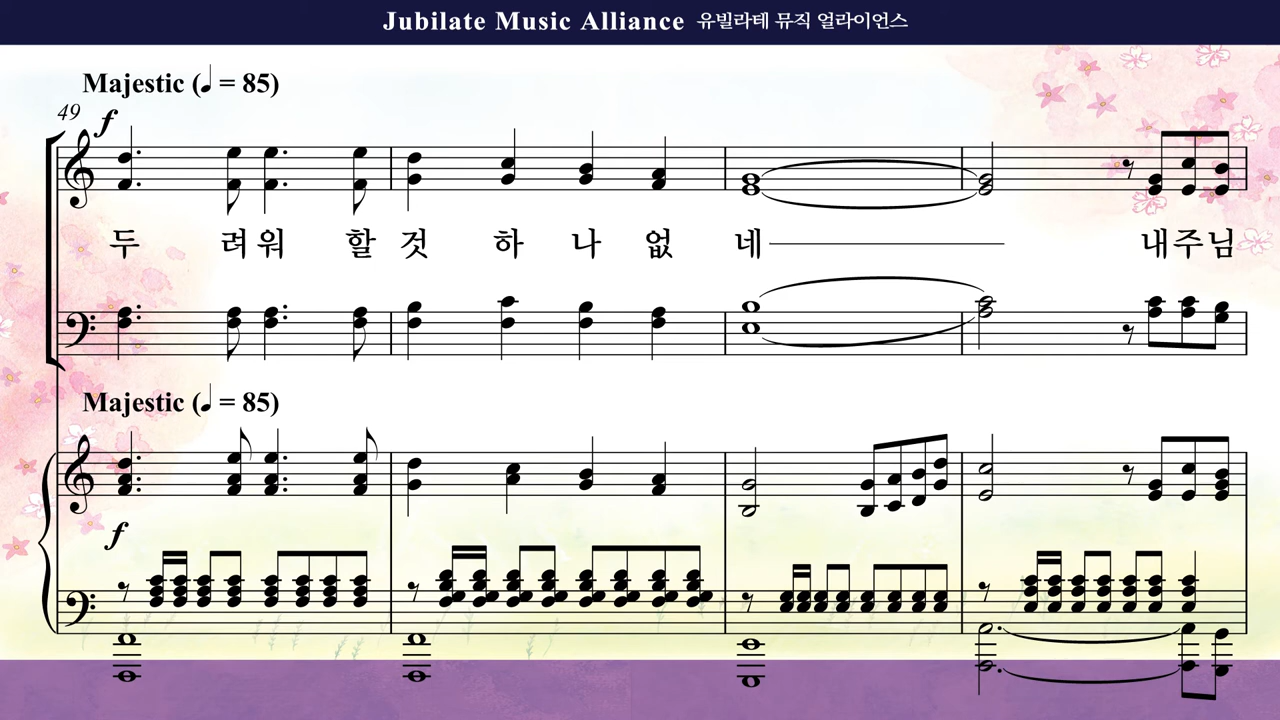 Jubilate Music Alliance 유빌라테 뮤직 얼라이언스
Majestic (♩ = 85)
49
f
두 려 워 할 것 하 나 없 네 내 주 님
Majestic (♩ = 85)
f